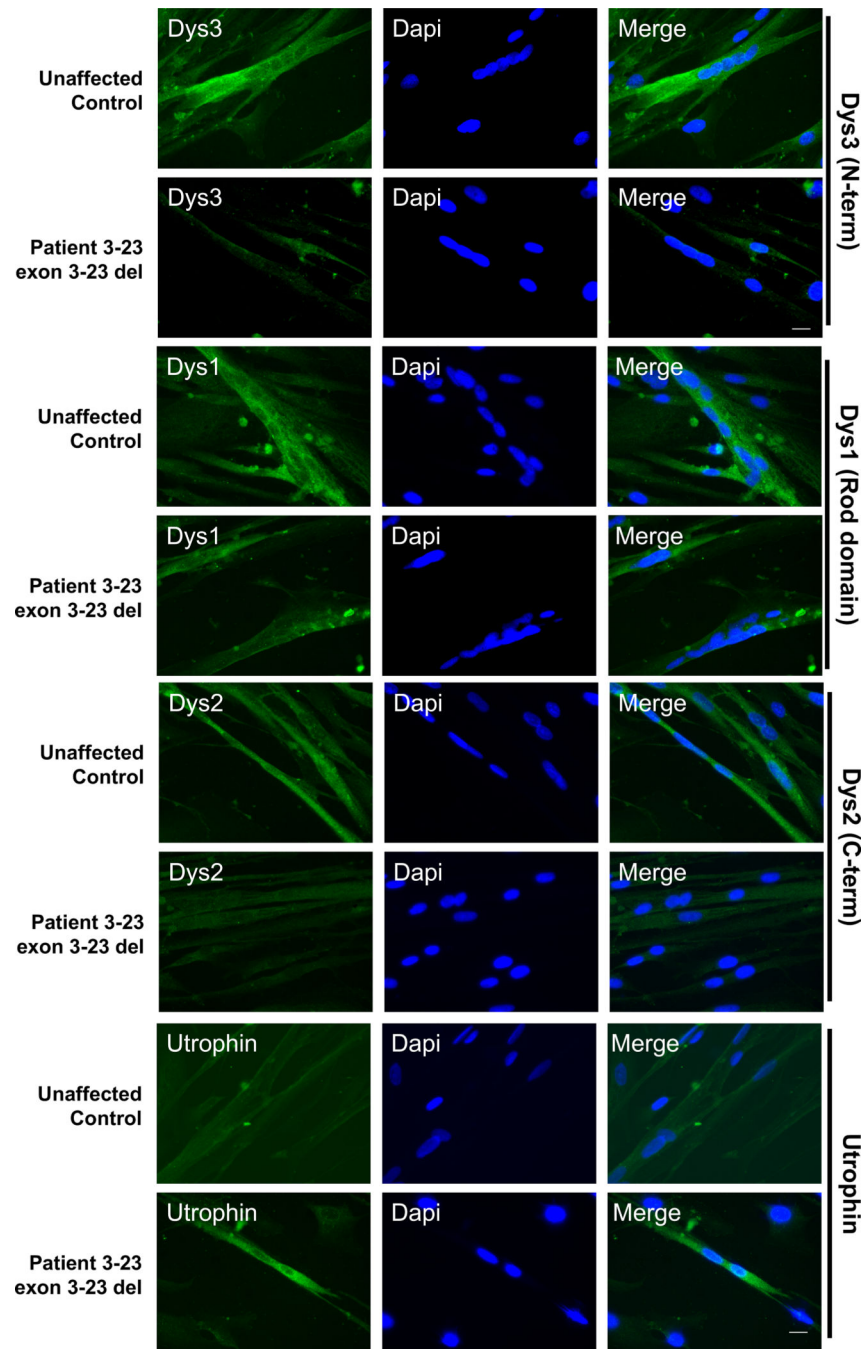 Dys3 Dapi Merge
Unaffected
Control
Dys3 Dapi Merge
Patient 3-23
exon 3-23 del
Dys3 (N-term)
Dys1 Dapi Merge
Unaffected
Control
Dys1 Dapi Merge
Patient 3-23
exon 3-23 del
Dys1 (Rod domain)
Dys2 Dapi Merge
Unaffected
Control
Dys2 Dapi Merge
Patient 3-23
exon 3-23 del
Dys2 (C-term)
Utrophin Dapi Merge
Unaffected
Control
Utrophin Dapi Merge
Patient 3-23
exon 3-23 del
Utrophin